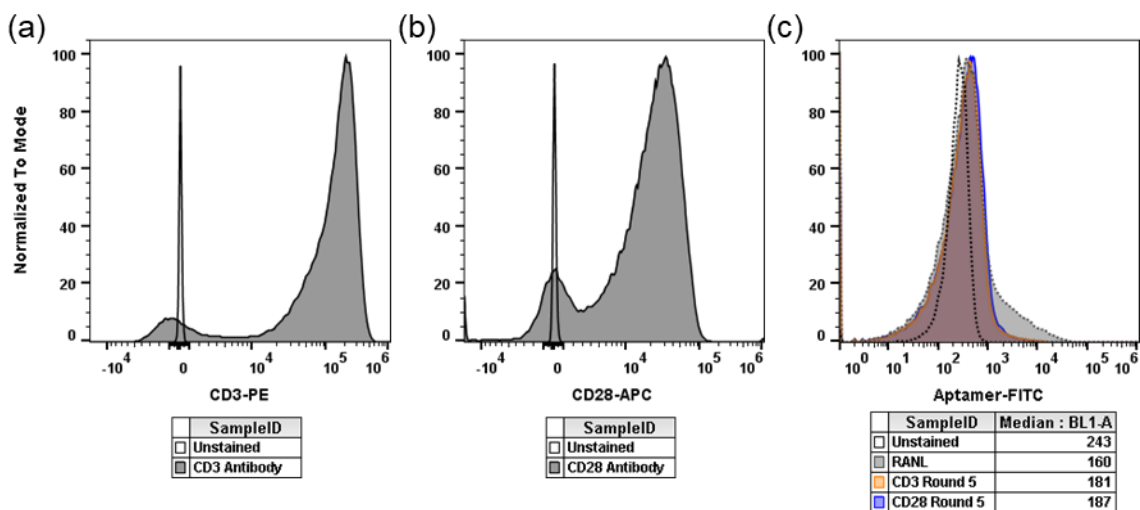 (a)
(b)
(c)
Normalized To Mode
100
80
60
40
20
0
-10^4 0 10^4 10^5 10^6
CD3-PE
SampleID
Unstained
CD3 Antibody
100
80
60
40
20
0
-10^4 0 10^4 10^5 10^6
CD28-APC
SampleID
Unstained
CD28 Antibody
100
80
60
40
20
0
10^0 10^1 10^2 10^3 10^4 10^5 10^6
Aptamer-FITC
SampleID Median : BL1-A
Unstained 243
RANL 160
CD3 Round 5 181
CD28 Round 5 187